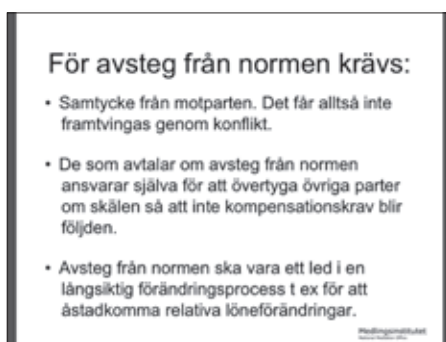 För avsteg från normen krävs:
• Samtycke från motparten. Det får alltså inte
framtvingas genom konflikt.
• De som avtalar om avsteg från normen
ansvarar själva för att övertyga övriga parter
om skälen så att inte kompensationskrav blir
följden.
• Avsteg från normen ska vara ett led i en
långsiktig förändringsprocess t ex för att
åstadkomma relativa löneförändringar.
Medlingsinstitutet